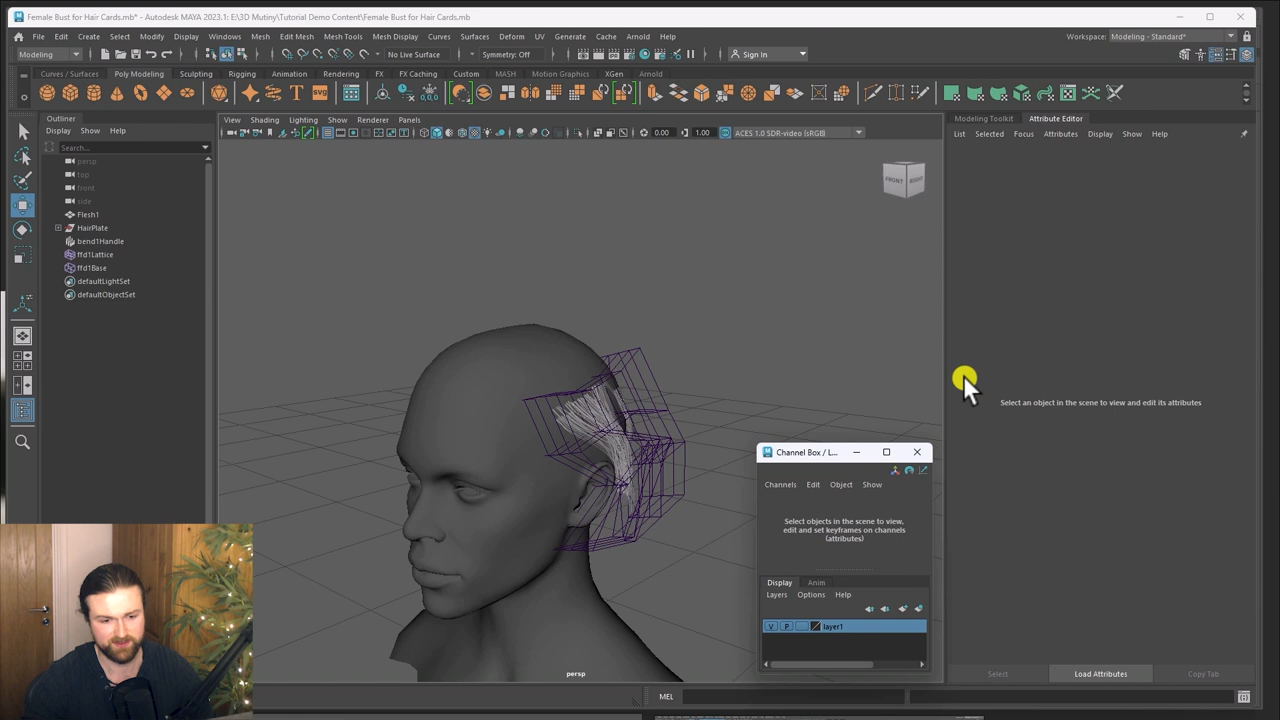 Female Bust for Hair Cards.mb* - Autodesk MAYA 2023.1: E:\3D Mutiny\Tutorial Demo Content\Female Bust for Hair Cards.mb
File Edit Create Select Modify Display Windows Mesh Edit Mesh Mesh Tools Mesh Display Curves Surfaces Deform UV Generate Cache Arnold Help
Workspace: Modeling - Standard*
Modeling
No Live Surface
Symmetry: Off
Sign In
Curves / Surfaces Poly Modeling Sculpting Rigging Animation Rendering FX FX Caching Custom MASH Motion Graphics XGen Arnold
Outliner
Display Show Help
Search...
persp
top
front
side
Flesh1
HairPlate
bend1Handle
ffd1Lattice
ffd1Base
defaultLightSet
defaultObjectSet
View Shading Lighting Show Renderer Panels
0.00 1.00 ACES 1.0 SDR-video (sRGB)
FRONT RIGHT
persp
Channel Box / L...
Channels Edit Object Show
Select objects in the scene to view,
edit and set keyframes on channels
(attributes)
Display Anim
Layers Options Help
V P layer1
Modeling Toolkit Attribute Editor
List Selected Focus Attributes Display Show Help
Select an object in the scene to view and edit its attributes
Select Load Attributes Copy Tab
MEL